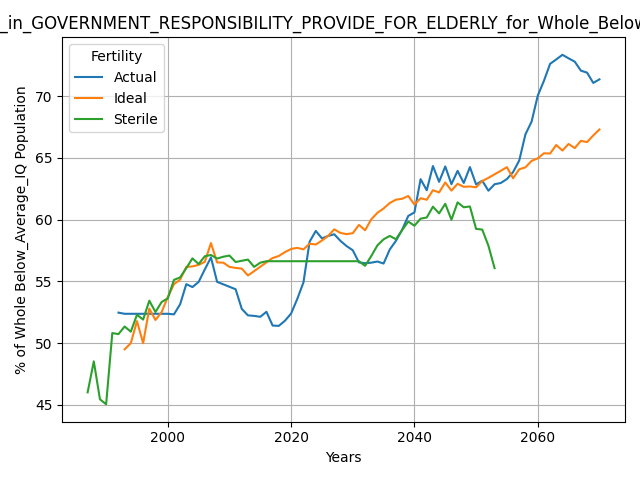 _in_GOVERNMENT_RESPONSIBILITY_PROVIDE_FOR_ELDERLY_for_Whole_Below
Fertility
Actual
Ideal
Sterile
% of Whole Below_Average_IQ Population
70
65
60
55
50
45
2000
2020
2040
2060
Years